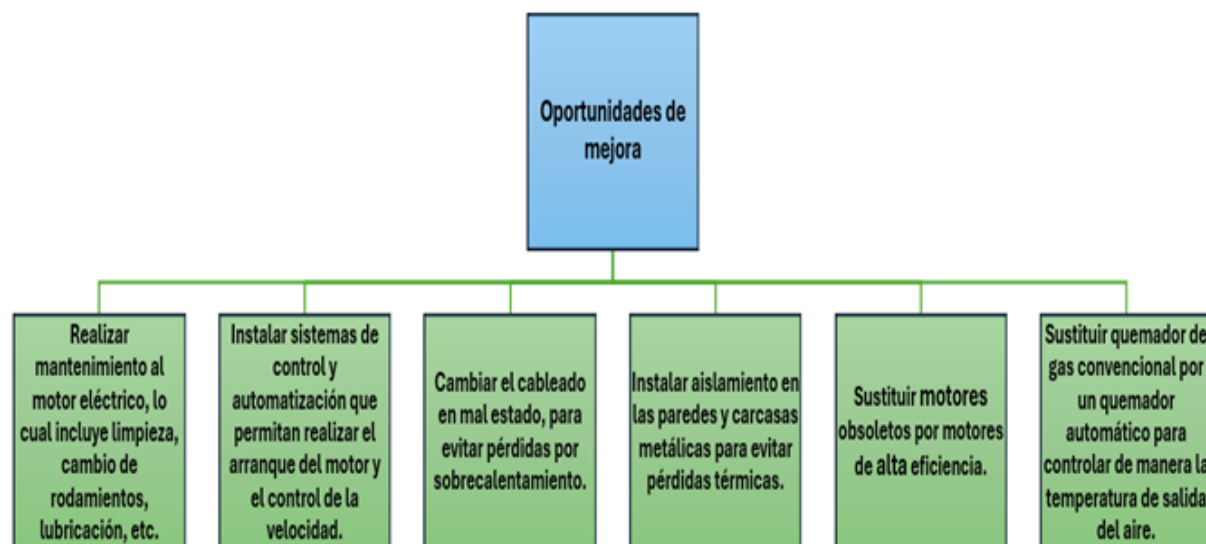 Oportunidades de
mejora
Realizar
mantenimiento al
motor eléctrico, lo
cual incluye limpieza,
cambio de
rodamientos,
lubricación, etc.
Instalar sistemas de
control y
automatización que
permitan realizar el
arranque del motor y
el control de la
velocidad.
Cambiar el cableado
en mal estado, para
evitar pérdidas por
sobrecalentamiento.
Instalar aislamiento en
las paredes y carcasas
metálicas para evitar
pérdidas térmicas.
Sustituir motores
obsoletos por motores
de alta eficiencia.
Sustituir quemador de
gas convencional por
un quemador
automático para
controlar de manera la
temperatura de salida
del aire.